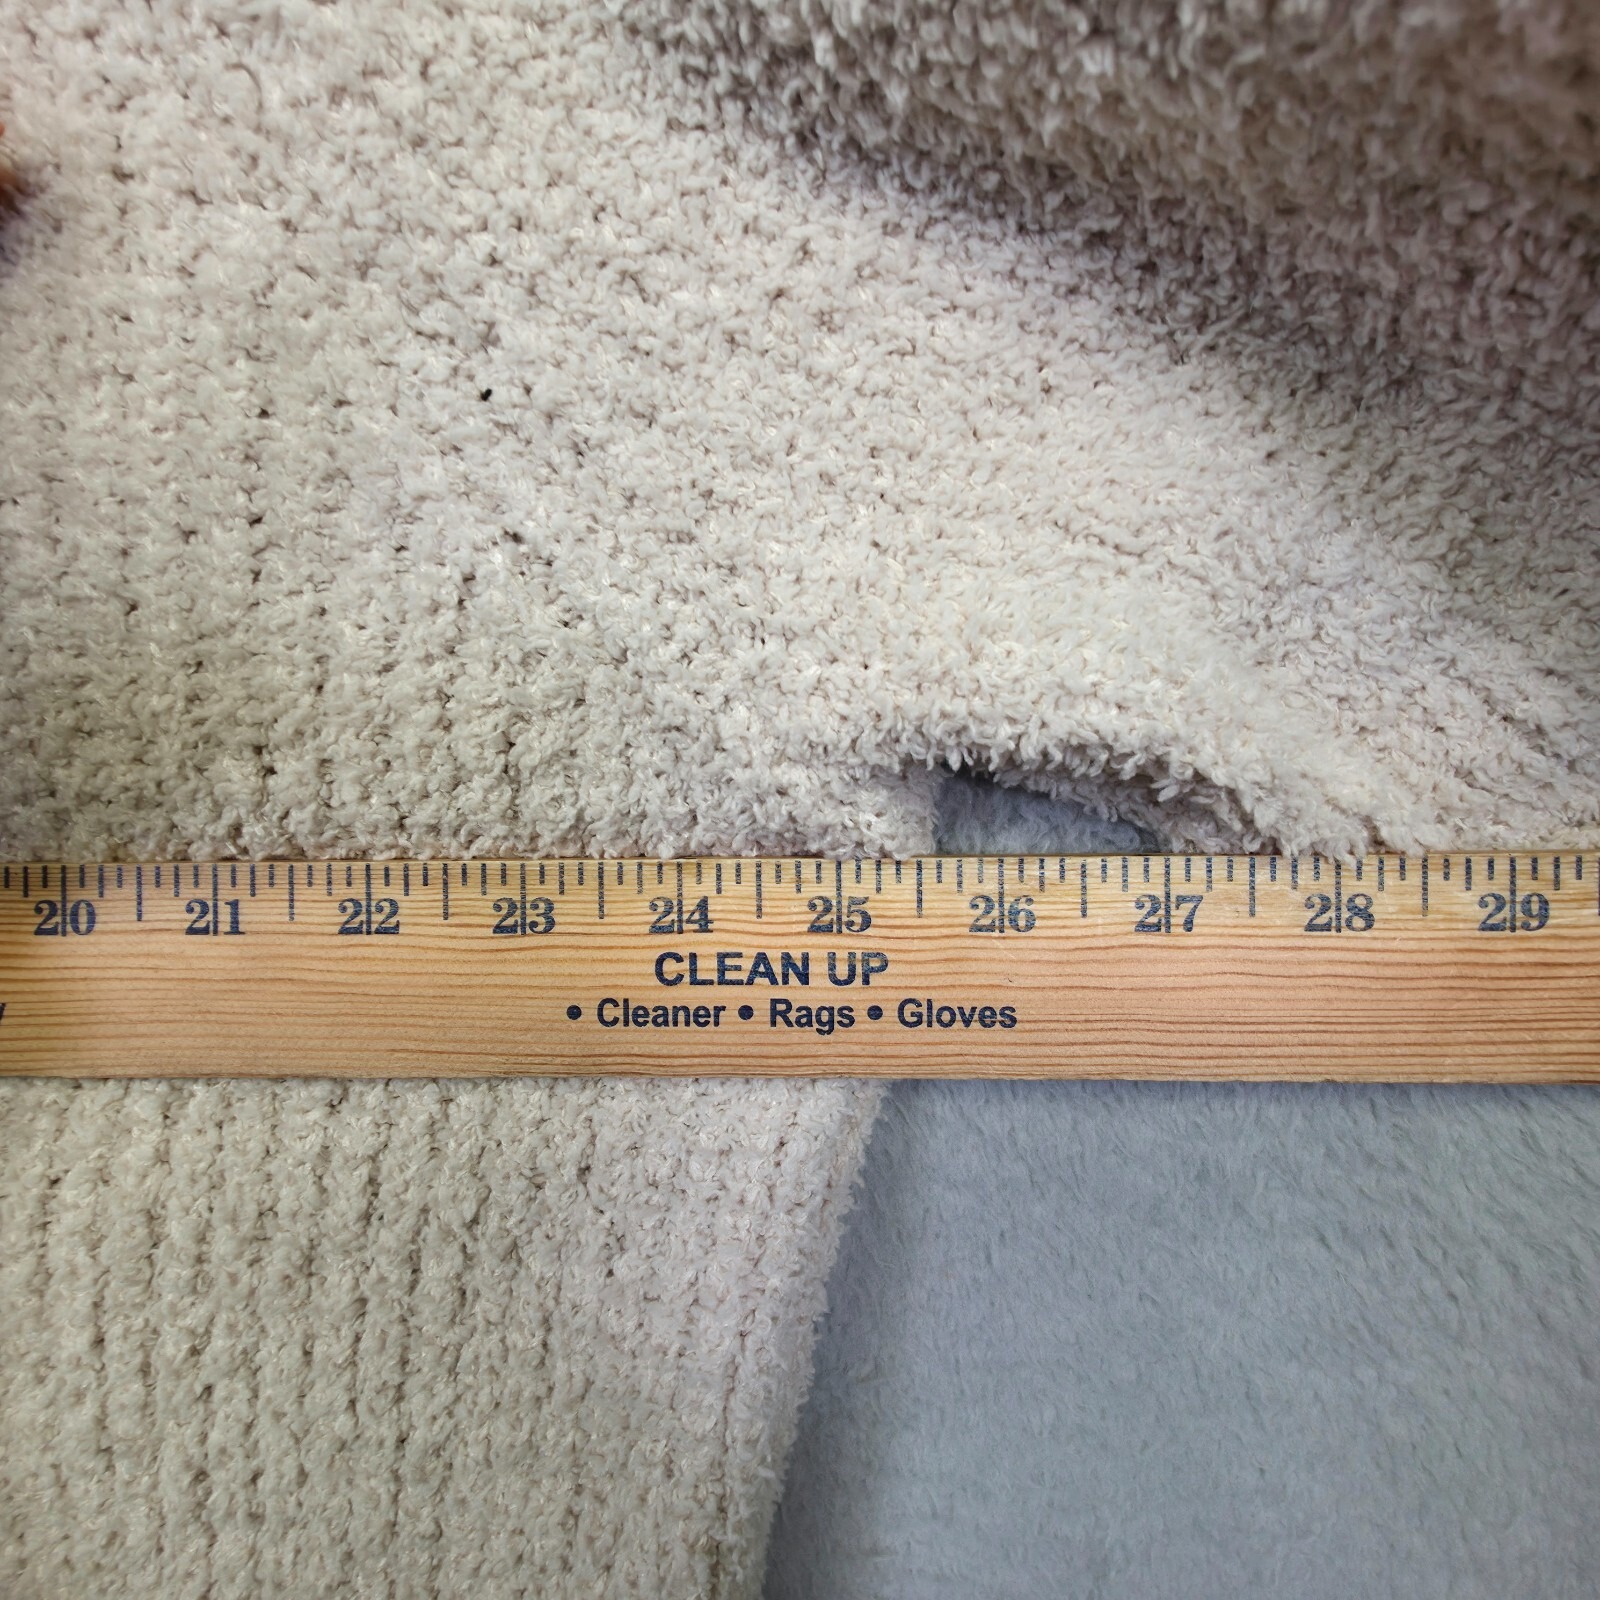 20 21 22 23 24 25 26 27 28 29
CLEAN UP
• Cleaner • Rags • Gloves